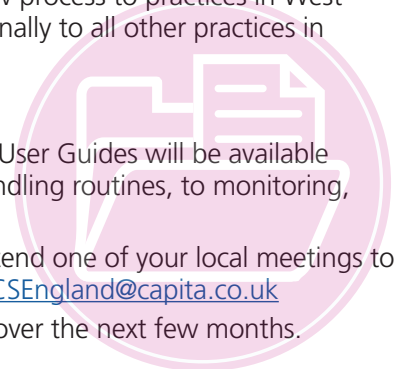 process to practices in West
nally to all other practices in
User Guides will be available
ndling routines, to monitoring,
tend one of your local meetings to
CSEngland@capita.co.uk
over the next few months.